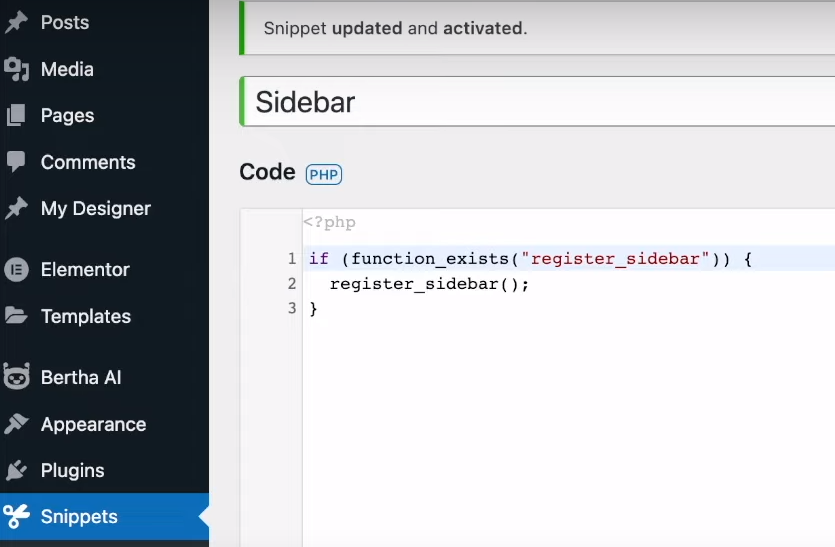 Posts
Media
Pages
Comments
My Designer
Elementor
Templates
Bertha AI
Appearance
Plugins
Snippets
Snippet updated and activated.
Sidebar
Code PHP
<?php
1 if (function_exists("register_sidebar")) {
2 register_sidebar();
3 }